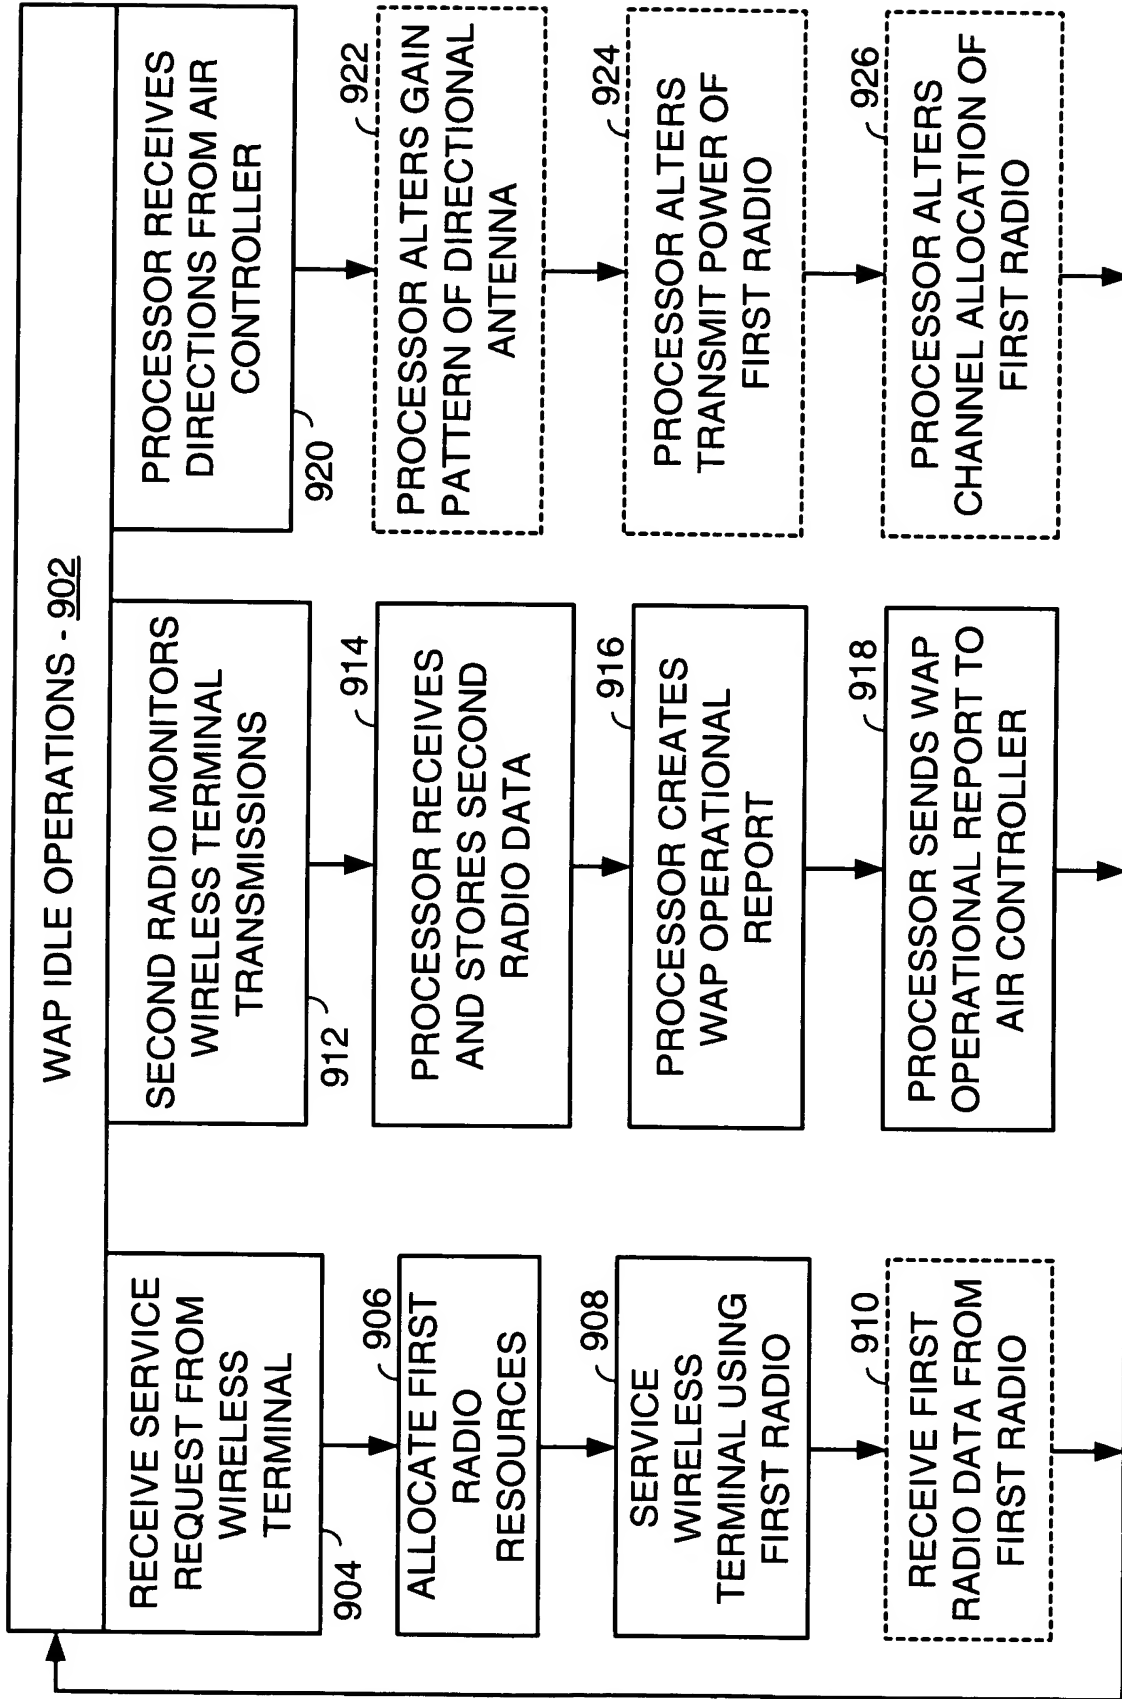 WAP IDLE OPERATIONS - 902
RECEIVE SERVICE
REQUEST FROM
WIRELESS
TERMINAL
904
906
ALLOCATE FIRST
RADIO
RESOURCES
908
SERVICE
WIRELESS
TERMINAL USING
FIRST RADIO
910
RECEIVE FIRST
RADIO DATA FROM
FIRST RADIO
SECOND RADIO MONITORS
WIRELESS TERMINAL
TRANSMISSIONS
912
914
PROCESSOR RECEIVES
AND STORES SECOND
RADIO DATA
916
PROCESSOR CREATES
WAP OPERATIONAL
REPORT
918
PROCESSOR SENDS WAP
OPERATIONAL REPORT TO
AIR CONTROLLER
PROCESSOR RECEIVES
DIRECTIONS FROM AIR
CONTROLLER
920
922
PROCESSOR ALTERS GAIN
PATTERN OF DIRECTIONAL
ANTENNA
924
PROCESSOR ALTERS
TRANSMIT POWER OF
FIRST RADIO
926
PROCESSOR ALTERS
CHANNEL ALLOCATION OF
FIRST RADIO